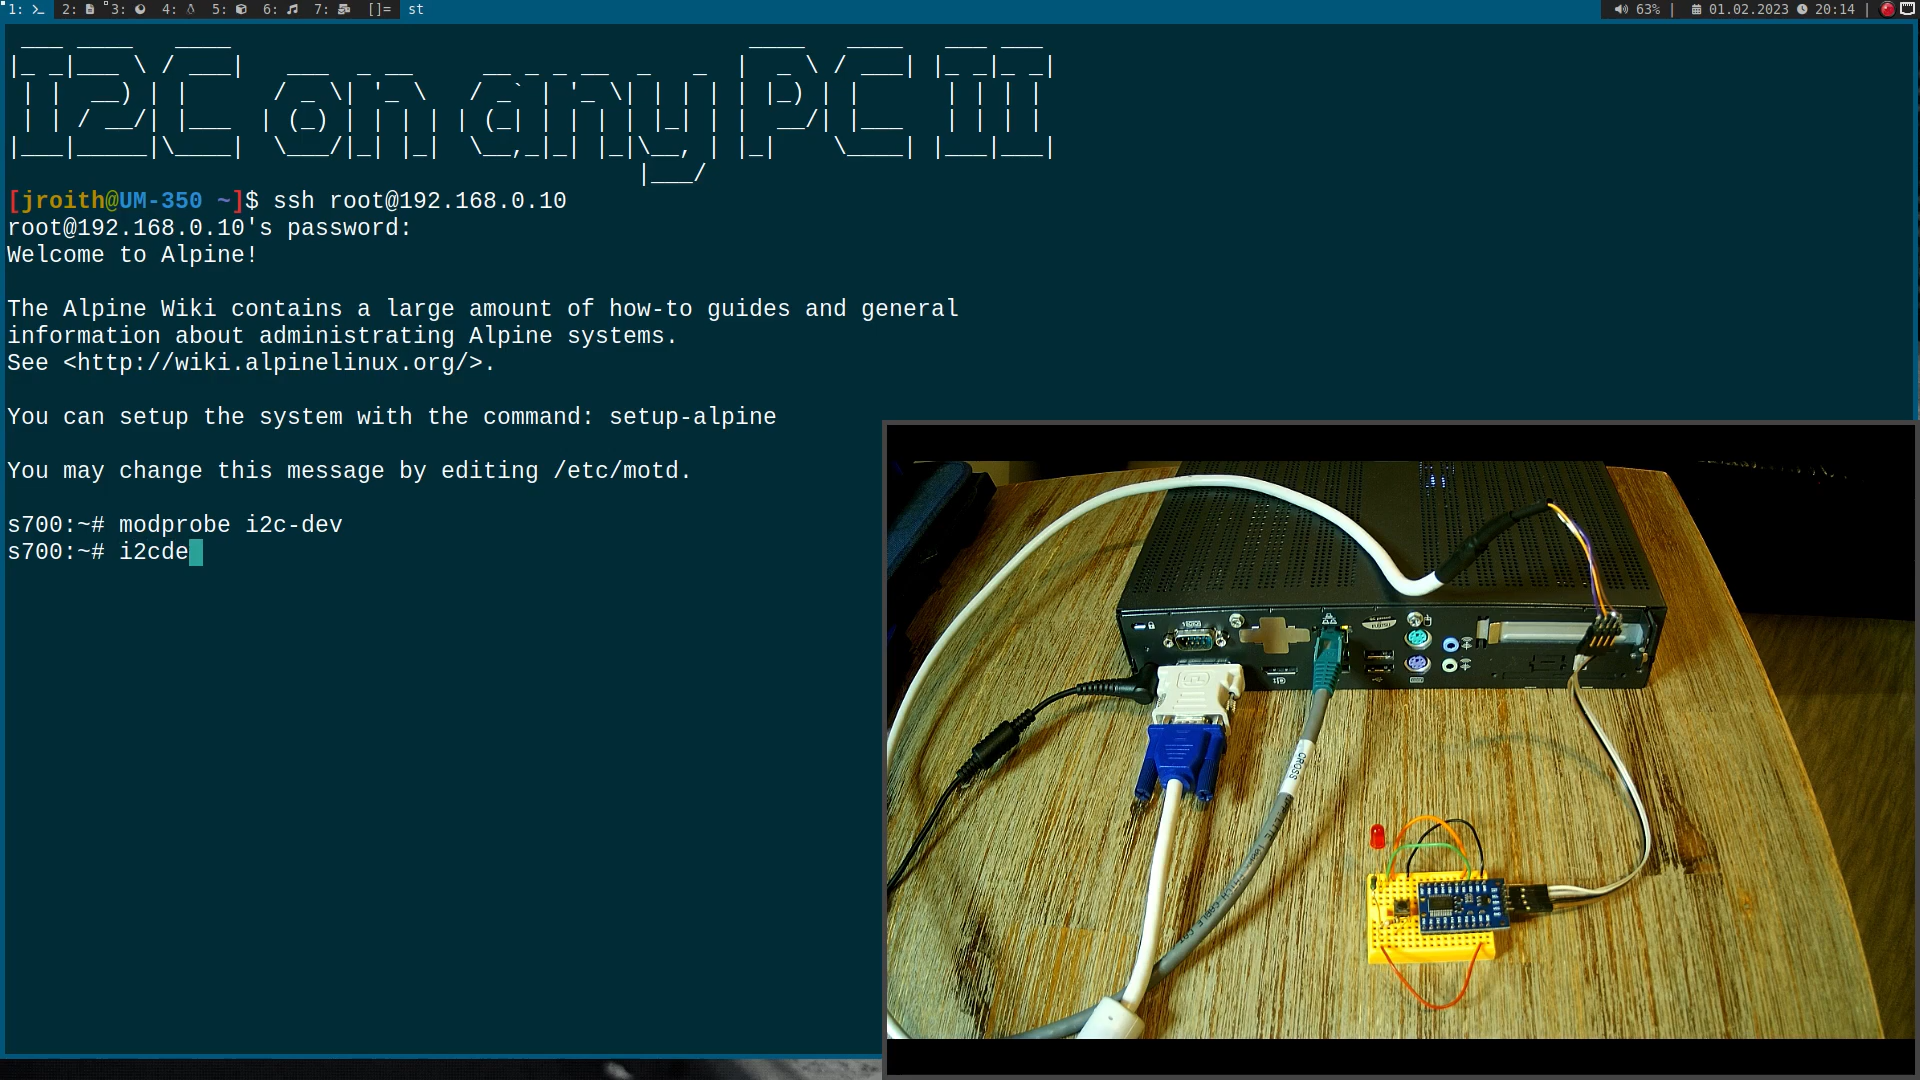 1: 2: 3: 4: 5: 6: 7: []= st 63% | 01.02.2023 20:14 |
I2C on any PC II
[jroith@UM-350 ~]$ ssh root@192.168.0.10
root@192.168.0.10's password:
Welcome to Alpine!
The Alpine Wiki contains a large amount of how-to guides and general
information about administrating Alpine systems.
See <http://wiki.alpinelinux.org/>.
You can setup the system with the command: setup-alpine
You may change this message by editing /etc/motd.
s700:~# modprobe i2c-dev
s700:~# i2cde
CROSS